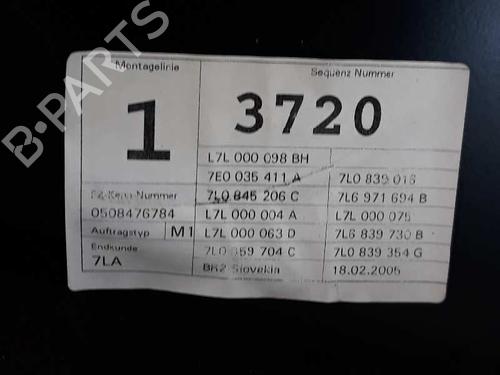 Montagelinie
Sequenz Nummer
1
3720
L7L 000 098 BH
7E0 035 411 A
7L0 839 016
FZ-Kenn-Nummer
7L0 845 206 C
7L6 971 694 B
0508476784
L7L 000 004 A
L7L 000 075
Auftragstyp M1
L7L 000 063 D
7L6 839 730 B
Endkunde
7L0 959 704 C
7L0 839 354 G
7LA
BR2 Slovekia
18.02.2005
B-PARTS